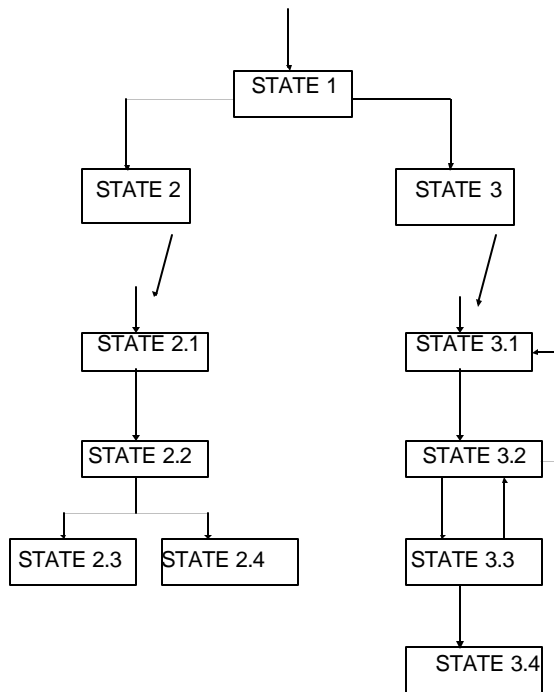 STATE 1
STATE 2
STATE 3
STATE 2.1
STATE 3.1
STATE 2.2
STATE 3.2
STATE 2.3
STATE 2.4
STATE 3.3
STATE 3.4